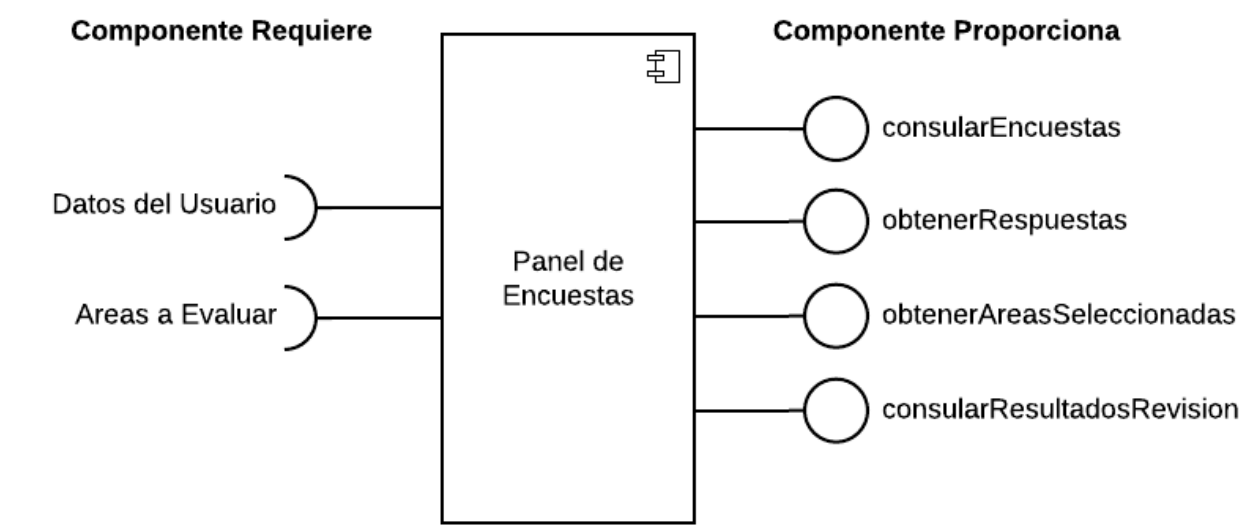 Componente Requiere
Componente Proporciona
consularEncuestas
Datos del Usuario
obtenerRespuestas
Panel de
Encuestas
Areas a Evaluar
obtenerAreasSeleccionadas
consularResultadosRevision